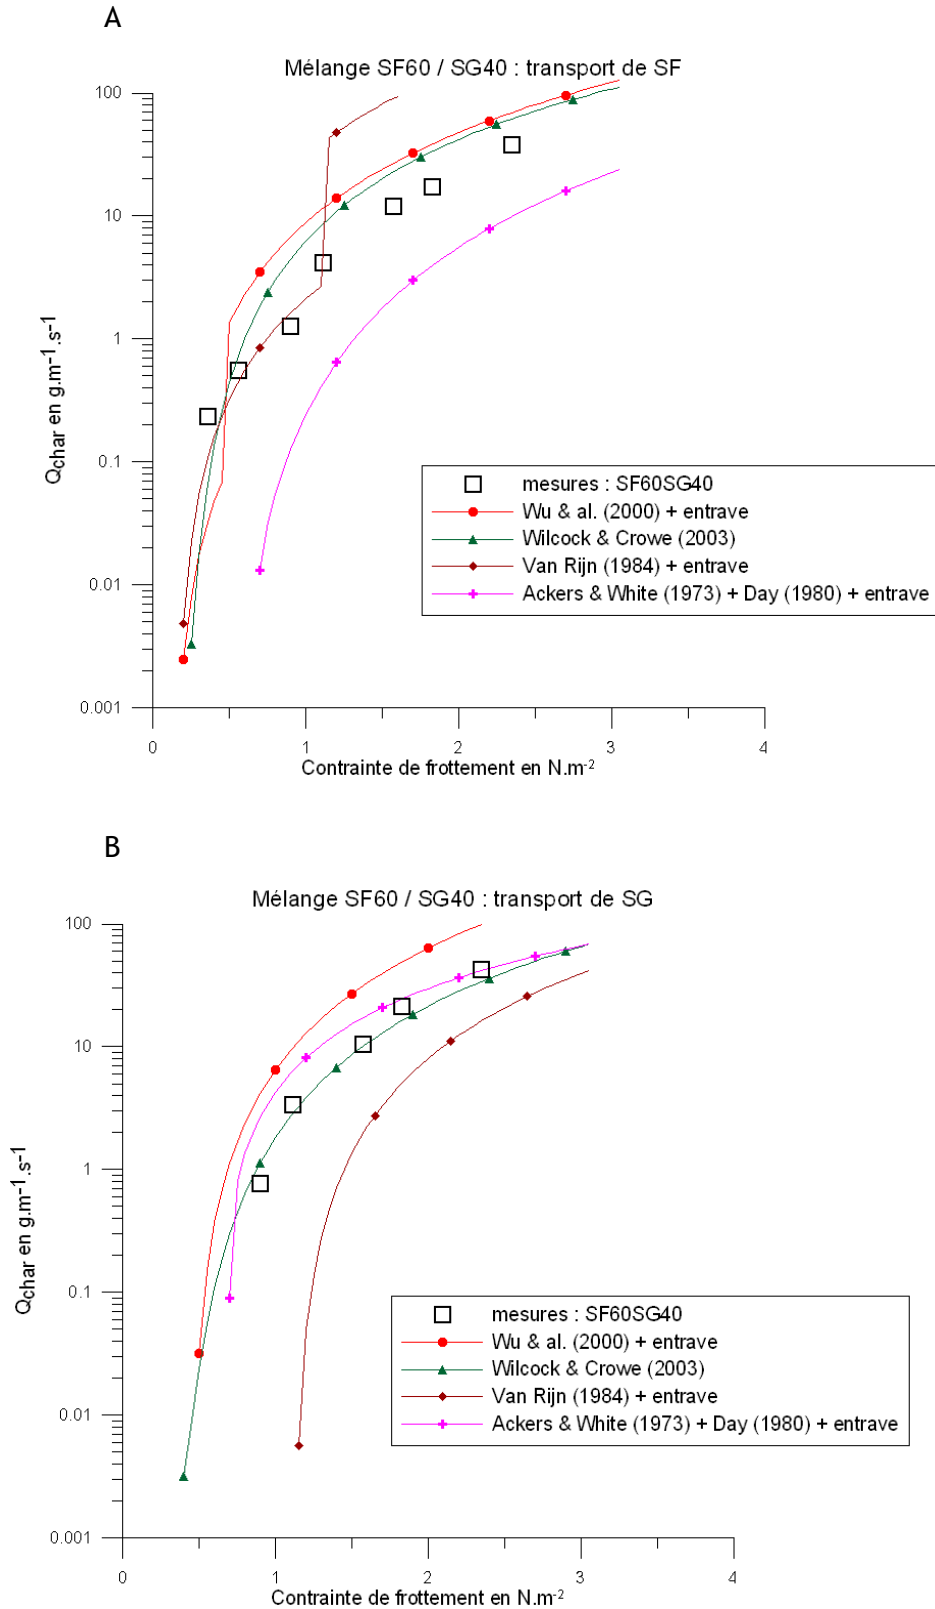 A
Mélange SF60 / SG40 : transport de SF
100
10
1
0.1
0.01
0.001
Qchar en g.m-1.s-1
mesures : SF60SG40
Wu & al. (2000) + entrave
Wilcock & Crowe (2003)
Van Rijn (1984) + entrave
Ackers & White (1973) + Day (1980) + entrave
0 1 2 3 4
Contrainte de frottement en N.m-2
B
Mélange SF60 / SG40 : transport de SG
100
10
1
0.1
0.01
0.001
Qchar en g.m-1.s-1
mesures : SF60SG40
Wu & al. (2000) + entrave
Wilcock & Crowe (2003)
Van Rijn (1984) + entrave
Ackers & White (1973) + Day (1980) + entrave
0 1 2 3 4
Contrainte de frottement en N.m-2